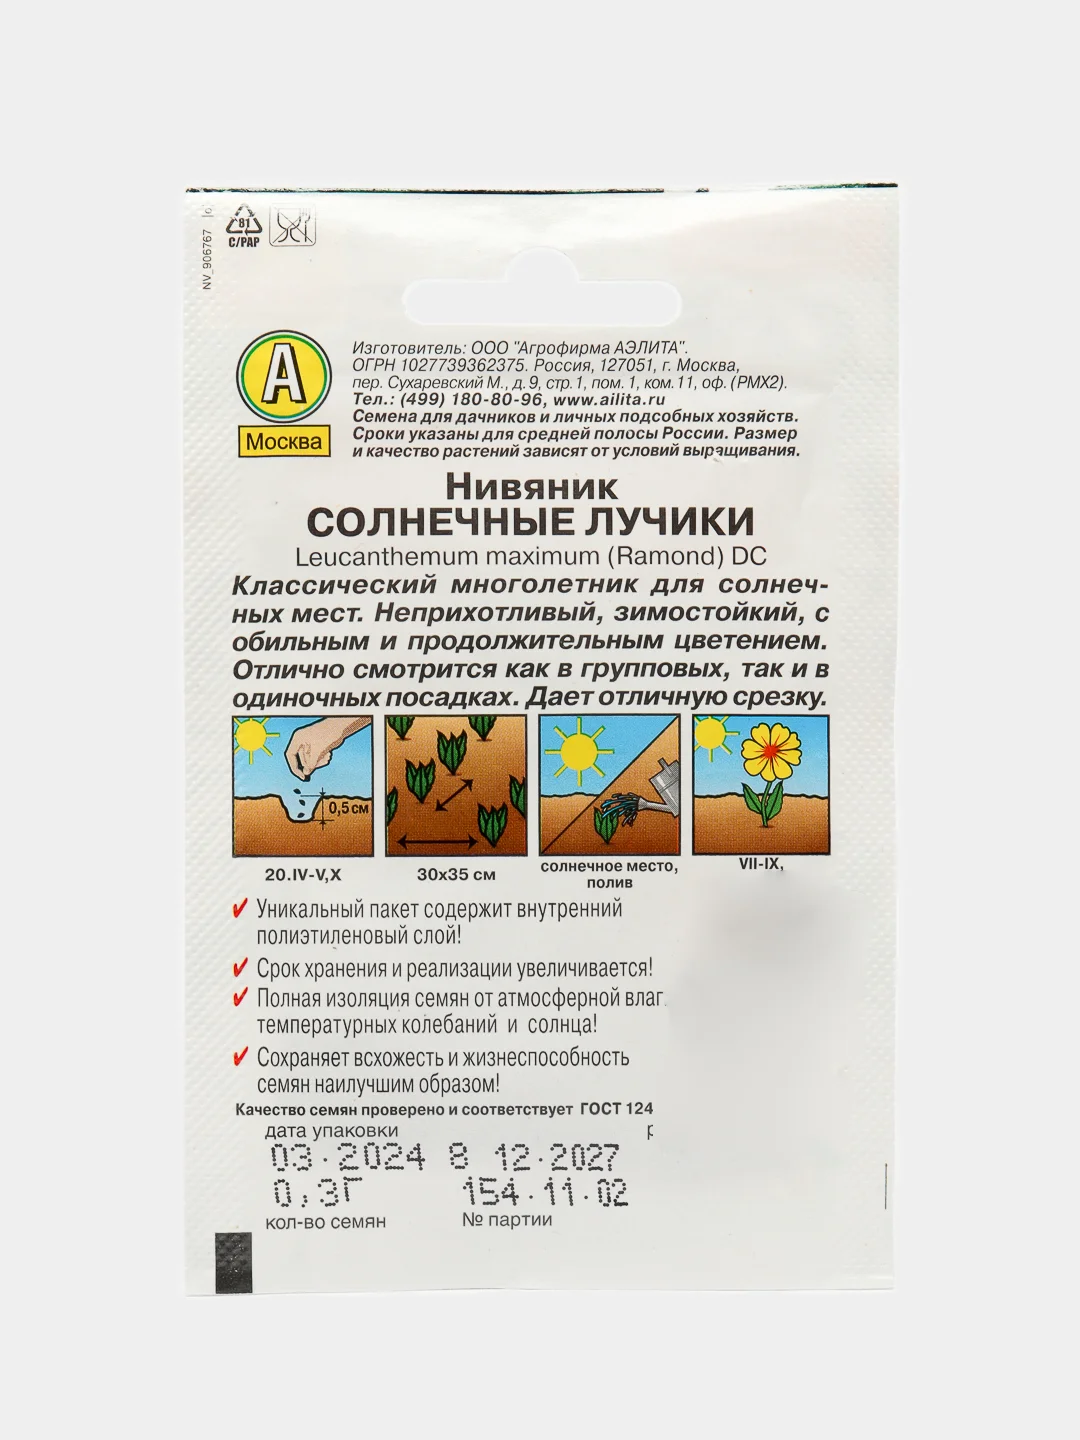 81
C/PAP
NV_906767
А
Москва
Изготовитель: ООО "Агрофирма АЭЛИТА".
ОГРН 1027739362375. Россия, 127051, г. Москва,
пер. Сухаревский М., д. 9, стр. 1, пом. 1, ком. 11, оф. (РМХ2).
Тел.: (499) 180-80-96, www.ailita.ru
Семена для дачников и личных подсобных хозяйств.
Сроки указаны для средней полосы России. Размер
и качество растений зависят от условий выращивания.
Нивяник
СОЛНЕЧНЫЕ ЛУЧИКИ
Leucanthemum maximum (Ramond) DC
Классический многолетник для солнеч-
ных мест. Неприхотливый, зимостойкий, с
обильным и продолжительным цветением.
Отлично смотрится как в групповых, так и в
одиночных посадках. Дает отличную срезку.
0,5 см
20.IV-V,X
30х35 см
солнечное место,
полив
VII-IX,
Уникальный пакет содержит внутренний
полиэтиленовый слой!
Срок хранения и реализации увеличивается!
Полная изоляция семян от атмосферной влаг
температурных колебаний и солнца!
Сохраняет всхожесть и жизнеспособность
семян наилучшим образом!
Качество семян проверено и соответствует ГОСТ 124
дата упаковки
03.2024 8 12.2027
0,3Г 154.11.02
кол-во семян № партии